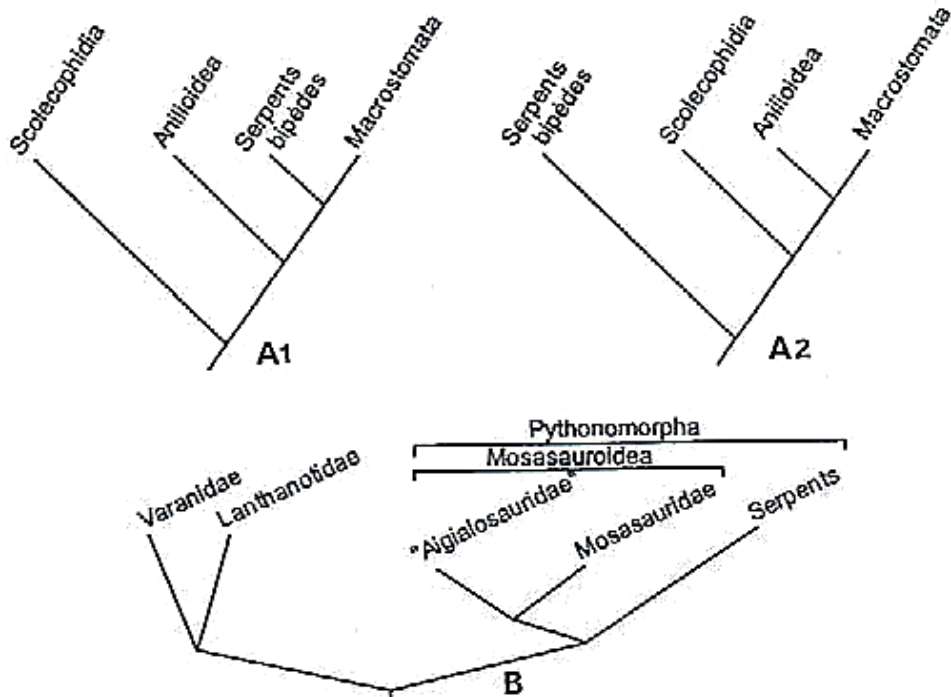 Scolecophidia
Anilioidea
Serpents
bipèdes
Macrostomata
A1
Serpents
bipèdes
Scolecophidia
Anilioidea
Macrostomata
A2
Pythonomorpha
Mosasauroidea
Varanidae
Lanthanotidae
"Aigialosauridae"
Mosasauridae
Serpents
B